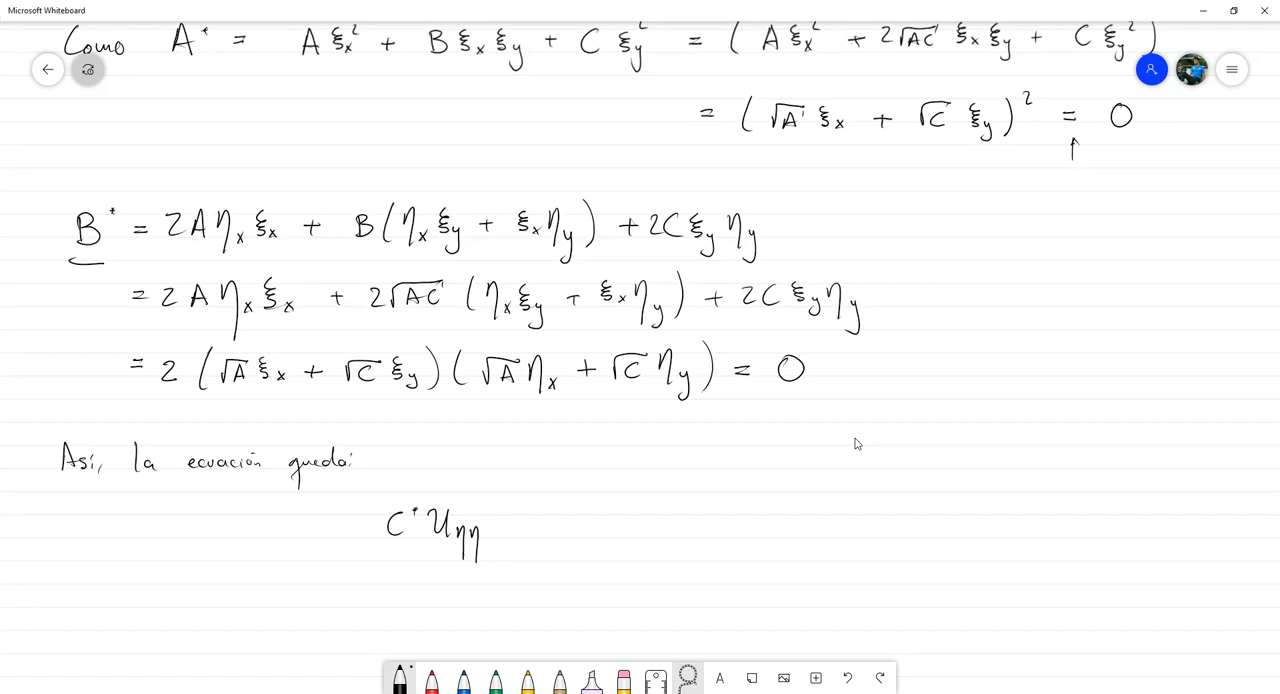 Microsoft Whiteboard
Como A* = A ξx² + B ξx ξy + C ξy² = ( A ξx² + 2√AC ξx ξy + C ξy² )
= ( √A ξx + √C ξy )² = 0
↑
B* = 2A ηx ξx + B( ηx ξy + ξx ηy ) + 2C ξy ηy
= 2 A ηx ξx + 2√AC ( ηx ξy + ξx ηy ) + 2C ξy ηy
= 2 ( √A ξx + √C ξy ) ( √A ηx + √C ηy ) = 0
Así, la ecuación queda:
C* Uηη
A